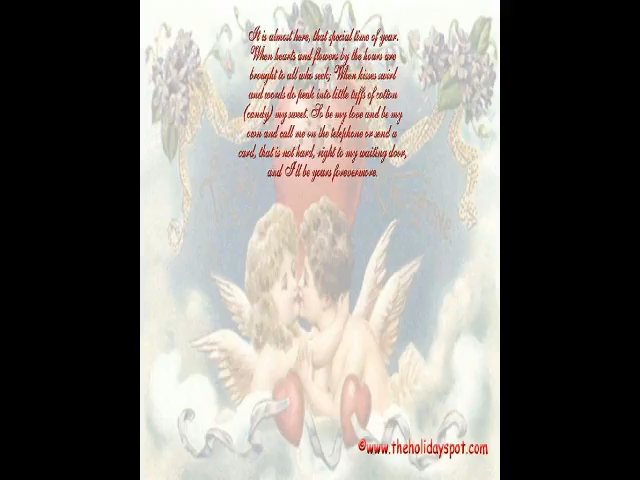 It is almost here, that special time of year.
When hearts and flowers by the hours are
brought to all who seek; When kisses swirl
and words do peak into little tuffs of cotton
(candy) my sweet. So be my love and be my
own and call me on the telephone or send a
card, that is not hard, right to my waiting door,
and I'll be yours forevermore.
©www.theholidayspot.com